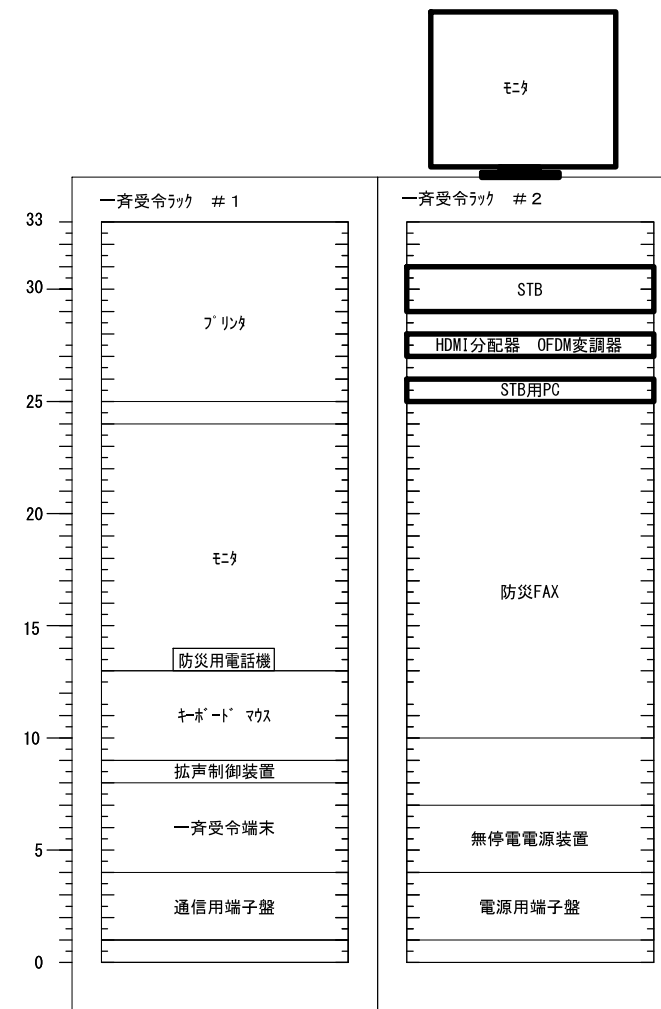 モニタ
一斉受令ラック ＃１
一斉受令ラック ＃２
33
30
25
20
15
10
5
0
プリンタ
モニタ
防災用電話機
キーボード マウス
拡声制御装置
一斉受令端末
通信用端子盤
STB
HDMI分配器 OFDM変調器
STB用PC
防災FAX
無停電電源装置
電源用端子盤